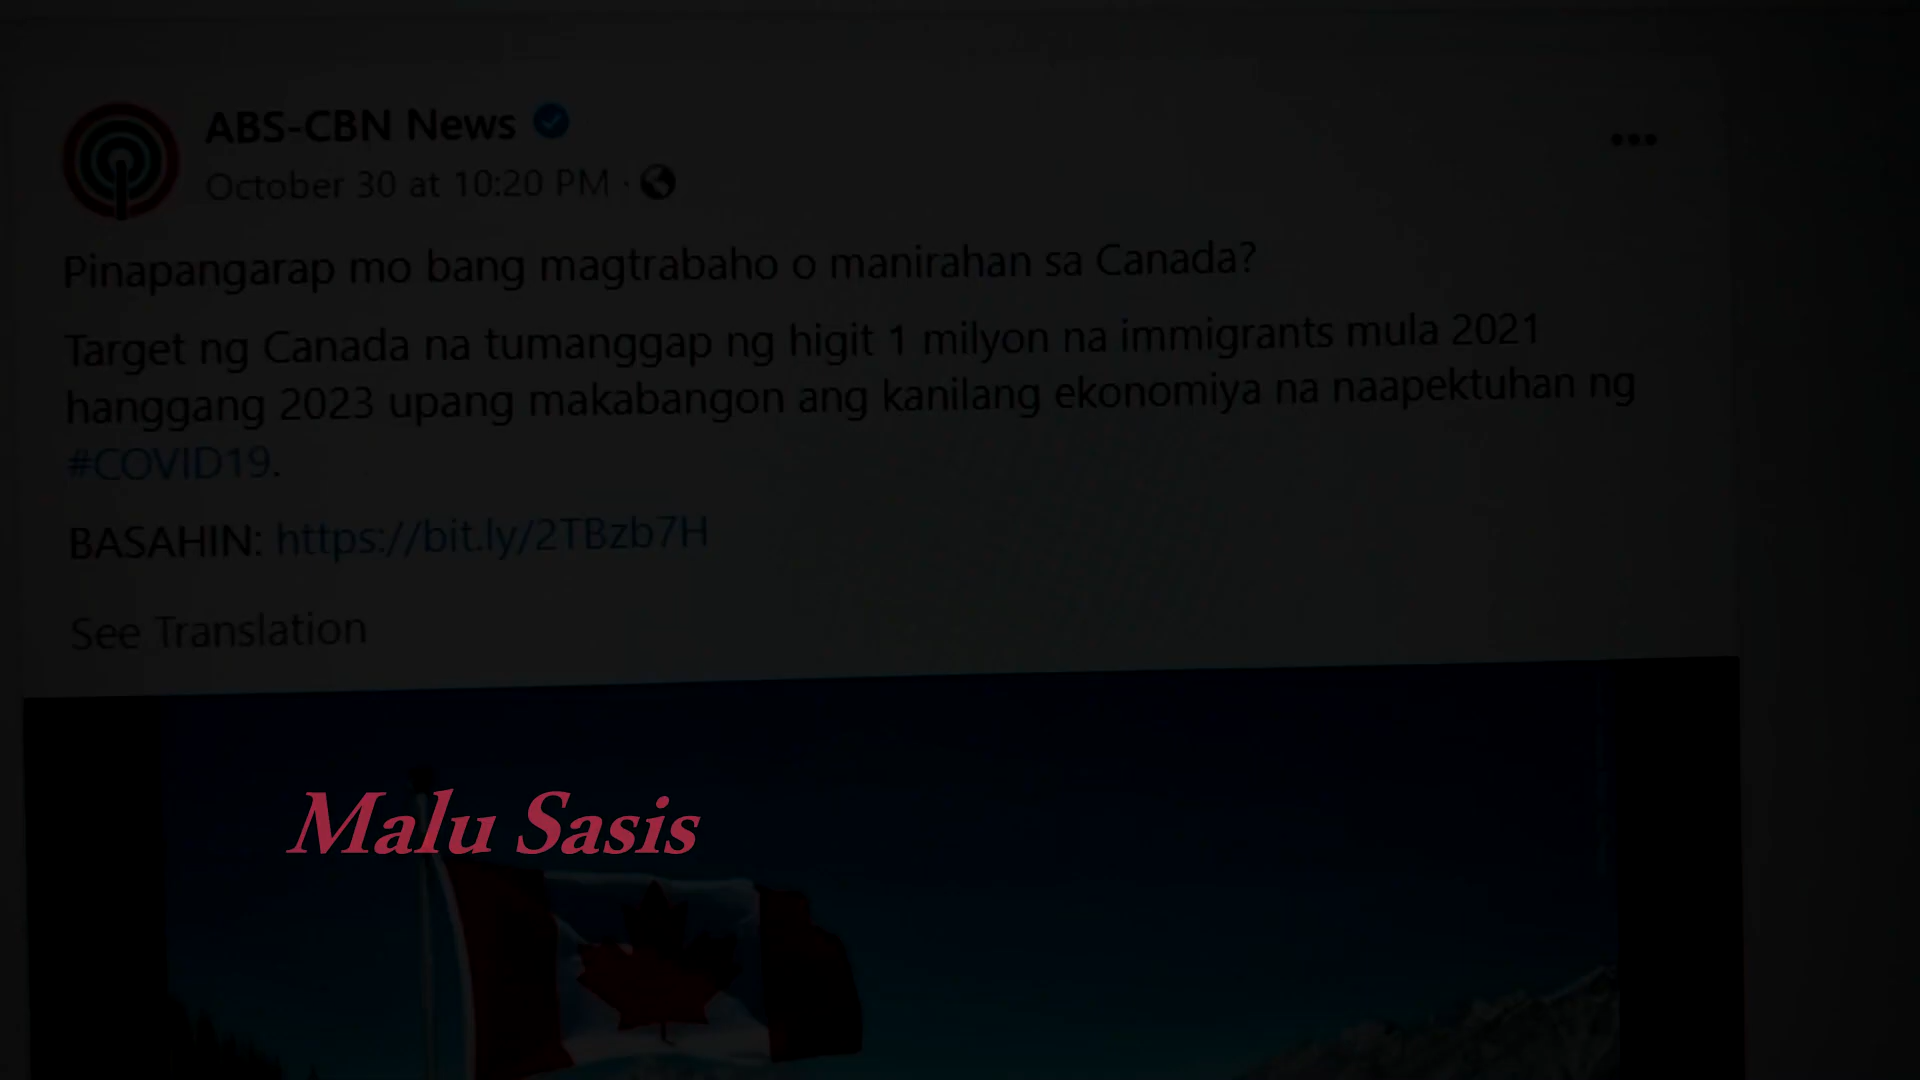 ABS-CBN News
October 30 at 10:20 PM ·
Pinapangarap mo bang magtrabaho o manirahan sa Canada?
Target ng Canada na tumanggap ng higit 1 milyon na immigrants mula 2021
hanggang 2023 upang makabangon ang kanilang ekonomiya na naapektuhan ng
#COVID19.
BASAHIN: https://bit.ly/2TBzb7H
See Translation
Malu Sasis